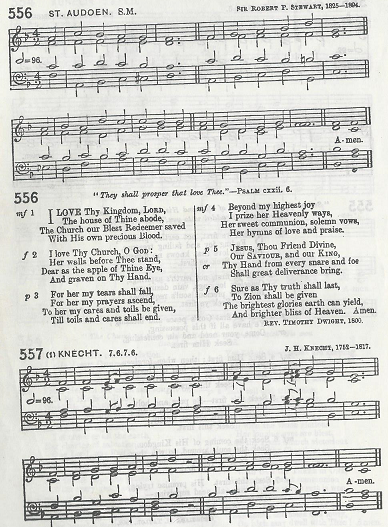 556 ST. AUDOEN. S.M. SIR ROBERT P. STEWART, 1825—1894.
♩=96.
A-men.
556 "They shall prosper that love Thee."—PSALM cxxii. 6.
mf 1 I LOVE Thy Kingdom, LORD,
The house of Thine abode,
The Church our Blest Redeemer saved
With His own precious Blood.
f 2 I love Thy Church, O GOD:
Her walls before Thee stand,
Dear as the apple of Thine Eye,
And graven on Thy Hand.
p 3 For her my tears shall fall,
For her my prayers ascend,
To her my cares and toils be given,
Till toils and cares shall end.
mf 4 Beyond my highest joy
I prize her Heavenly ways,
Her sweet communion, solemn vows,
Her hymns of love and praise.
p 5 JESUS, Thou Friend Divine,
Our SAVIOUR, and our KING,
cr Thy Hand from every snare and foe
Shall great deliverance bring.
f 6 Sure as Thy truth shall last,
To Zion shall be given
The brightest glories earth can yield,
And brighter bliss of Heaven. Amen.
REV. TIMOTHY DWIGHT, 1800.
557 (1) KNECHT. 7.6.7.6. J. H. KNECHT, 1752—1817.
♩=96.
A-men.